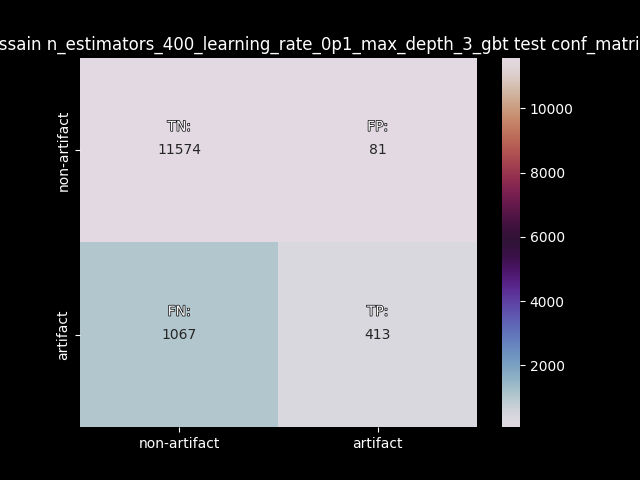 ssain n_estimators_400_learning_rate_0p1_max_depth_3_gbt test conf_matri
non-artifact
TN:
11574
FP:
81
10000
8000
6000
4000
2000
artifact
FN:
1067
TP:
413
non-artifact
artifact